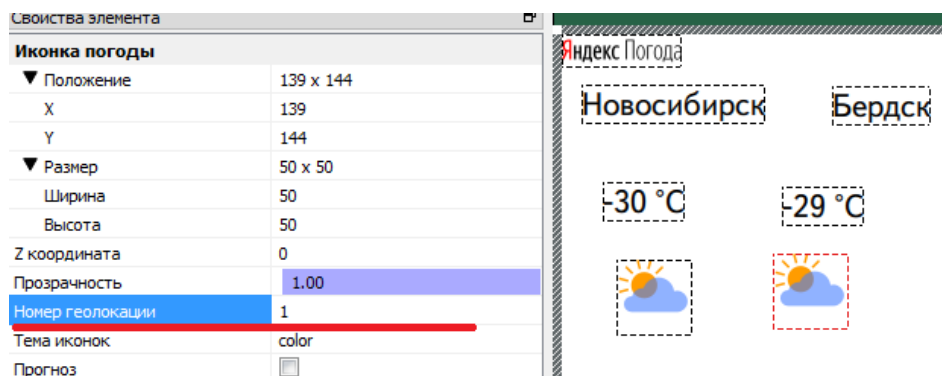 Свойства элемента
Иконка погоды
Положение 139 x 144
X 139
Y 144
Размер 50 x 50
Ширина 50
Высота 50
Z координата 0
Прозрачность 1.00
Номер геолокации 1
Тема иконок color
Прогноз
Яндекс Погода
Новосибирск Бердск
-30 °C -29 °C